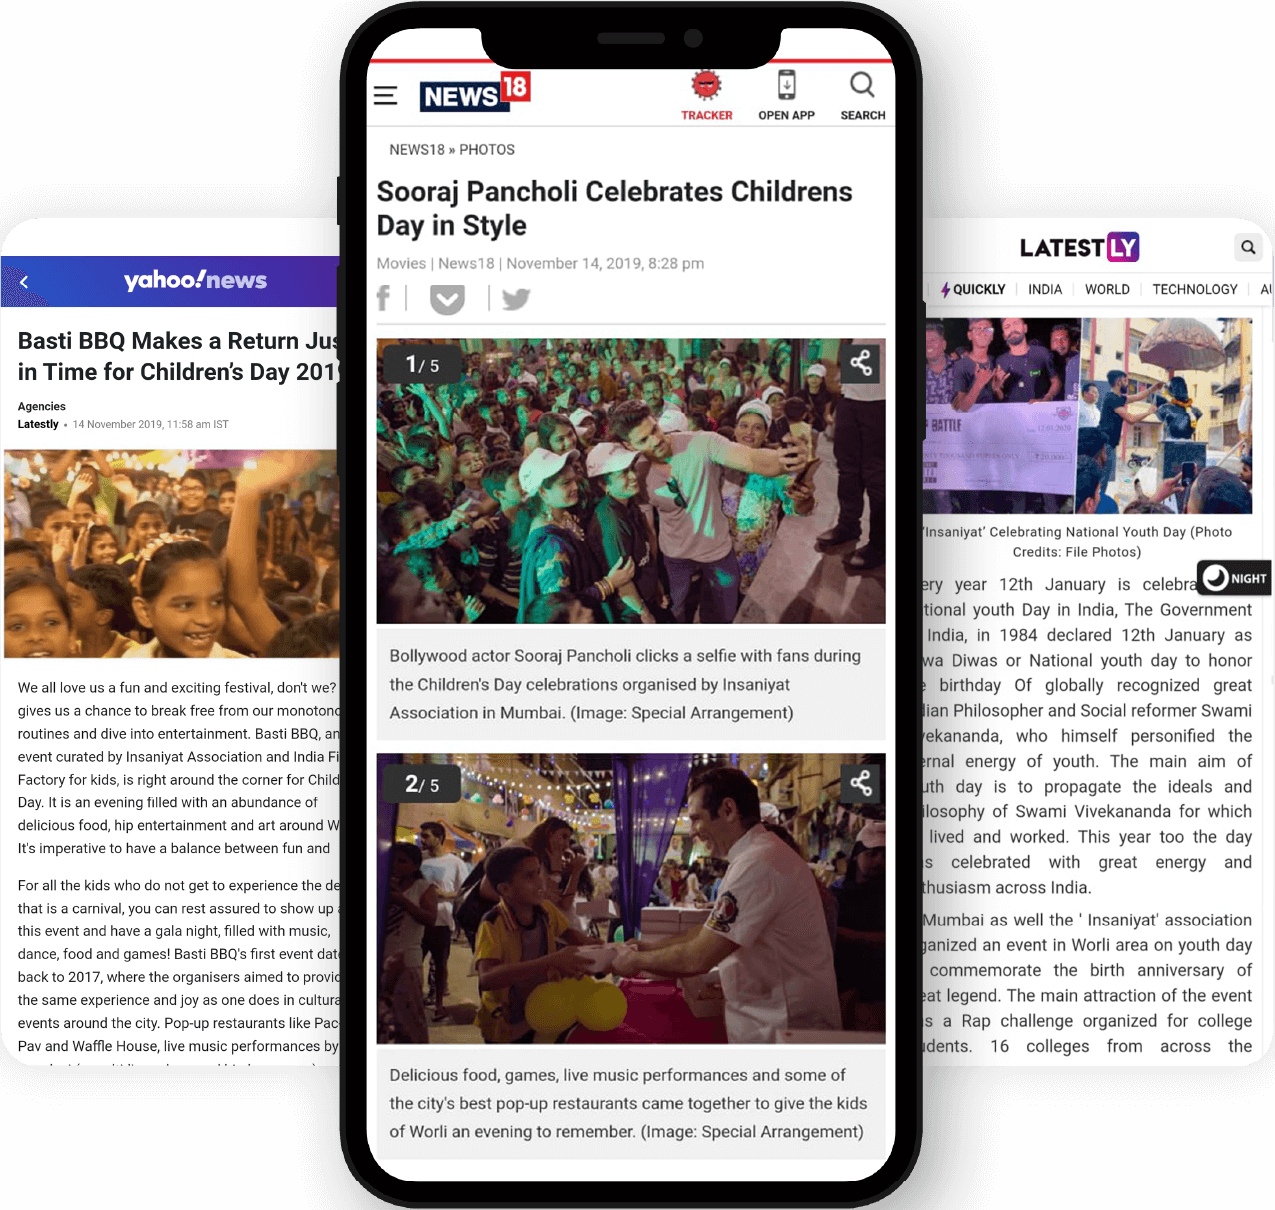 yahoo!news
Basti BBQ Makes a Return Jus
in Time for Children's Day 201
Agencies
Latestly • 14 November 2019, 11:58 am IST
We all love us a fun and exciting festival, don't we?
gives us a chance to break free from our monotono
routines and dive into entertainment. Basti BBQ, an
event curated by Insaniyat Association and India Fi
Factory for kids, is right around the corner for Child
Day. It is an evening filled with an abundance of
delicious food, hip entertainment and art around W
It's imperative to have a balance between fun and
For all the kids who do not get to experience the de
that is a carnival, you can rest assured to show up a
this event and have a gala night, filled with music,
dance, food and games! Basti BBQ's first event date
back to 2017, where the organisers aimed to provid
the same experience and joy as one does in cultura
events around the city. Pop-up restaurants like Pac
Pav and Waffle House, live music performances by
NEWS18
TRACKER
OPEN APP
SEARCH
NEWS18 » PHOTOS
Sooraj Pancholi Celebrates Childrens
Day in Style
Movies | News18 | November 14, 2019, 8:28 pm
1/ 5
Bollywood actor Sooraj Pancholi clicks a selfie with fans during
the Children's Day celebrations organised by Insaniyat
Association in Mumbai. (Image: Special Arrangement)
2/ 5
Delicious food, games, live music performances and some of
the city's best pop-up restaurants came together to give the kids
of Worli an evening to remember. (Image: Special Arrangement)
LATESTLY
QUICKLY INDIA WORLD TECHNOLOGY AU
BATTLE
'Insaniyat' Celebrating National Youth Day (Photo
Credits: File Photos)
NIGHT
ery year 12th January is celebra
tional youth Day in India, The Government
India, in 1984 declared 12th January as
wa Diwas or National youth day to honor
e birthday Of globally recognized great
dian Philosopher and Social reformer Swami
vekananda, who himself personified the
ernal energy of youth. The main aim of
uth day is to propagate the ideals and
ilosophy of Swami Vivekananda for which
lived and worked. This year too the day
s celebrated with great energy and
thusiasm across India.
Mumbai as well the ' Insaniyat' association
ganized an event in Worli area on youth day
commemorate the birth anniversary of
eat legend. The main attraction of the event
s a Rap challenge organized for college
udents. 16 colleges from across the